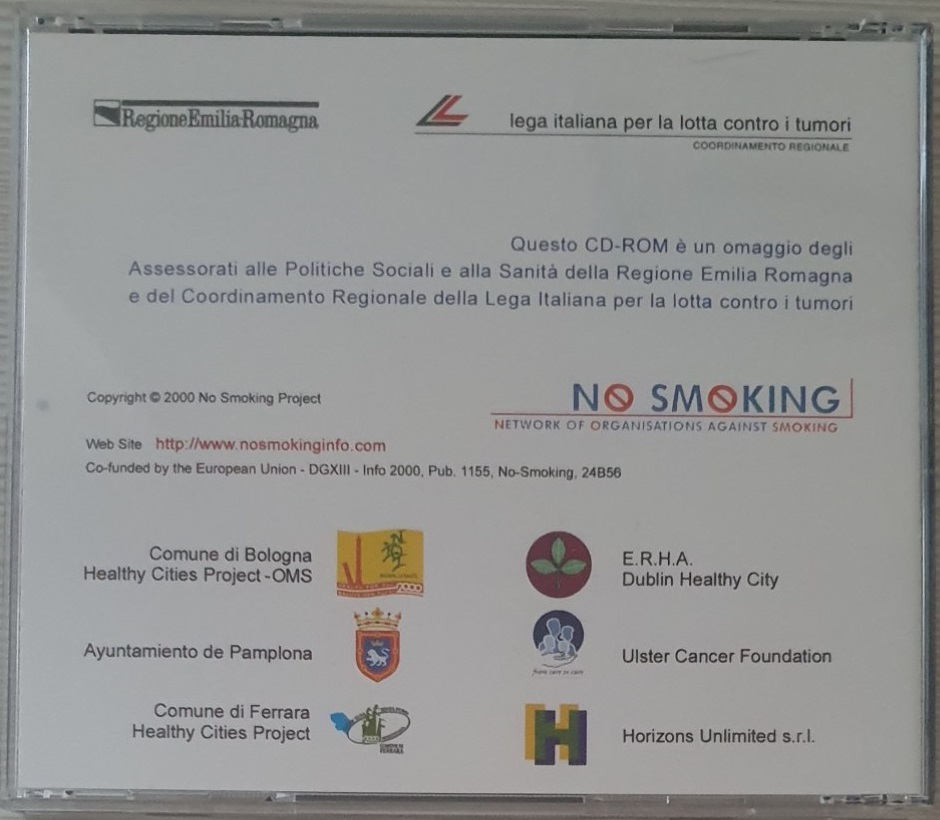 RegioneEmilia-Romagna
lega italiana per la lotta contro i tumori
COORDINAMENTO REGIONALE
Questo CD-ROM è un omaggio degli
Assessorati alle Politiche Sociali e alla Sanità della Regione Emilia Romagna
e del Coordinamento Regionale della Lega Italiana per la lotta contro i tumori
NO SMOKING
NETWORK OF ORGANISATIONS AGAINST SMOKING
Copyright © 2000 No Smoking Project
Web Site http://www.nosmokinginfo.com
Co-funded by the European Union - DGXIII - Info 2000, Pub. 1155, No-Smoking, 24B56
Comune di Bologna
Healthy Cities Project -OMS
2000
E.R.H.A.
Dublin Healthy City
Ayuntamiento de Pamplona
Ulster Cancer Foundation
Comune di Ferrara
Healthy Cities Project
COMUNE DI
FERRARA
H
Horizons Unlimited s.r.l.